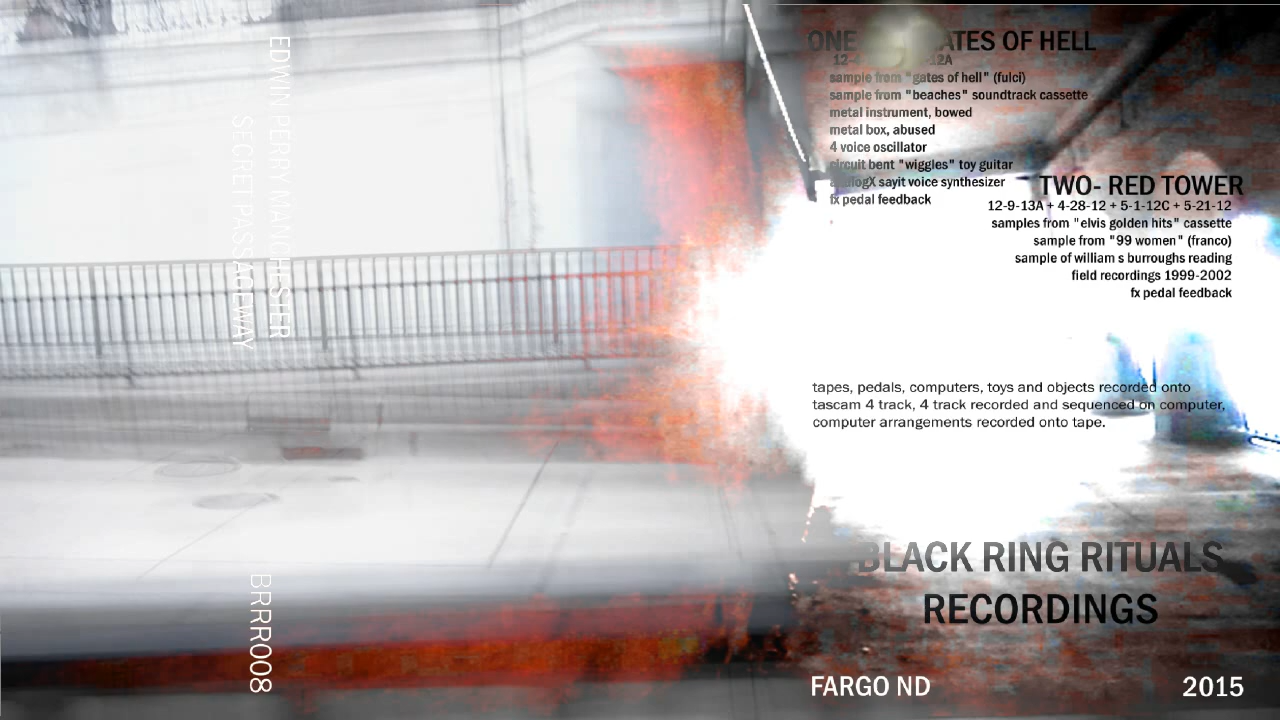 EDWIN PERRY MANCHESTER
SECRET PASSAGEWAY
BRRR008
ONE ATES OF HELL
12A
sample from "gates of hell" (fulci)
sample from "beaches" soundtrack cassette
metal instrument, bowed
metal box, abused
4 voice oscillator
circuit bent "wiggles" toy guitar
analogX sayit voice synthesizer
fx pedal feedback
TWO- RED TOWER
12-9-13A + 4-28-12 + 5-1-12C + 5-21-12
samples from "elvis golden hits" cassette
sample from "99 women" (franco)
sample of william s burroughs reading
field recordings 1999-2002
fx pedal feedback
tapes, pedals, computers, toys and objects recorded onto
tascam 4 track, 4 track recorded and sequenced on computer,
computer arrangements recorded onto tape.
BLACK RING RITUALS
RECORDINGS
FARGO ND
2015